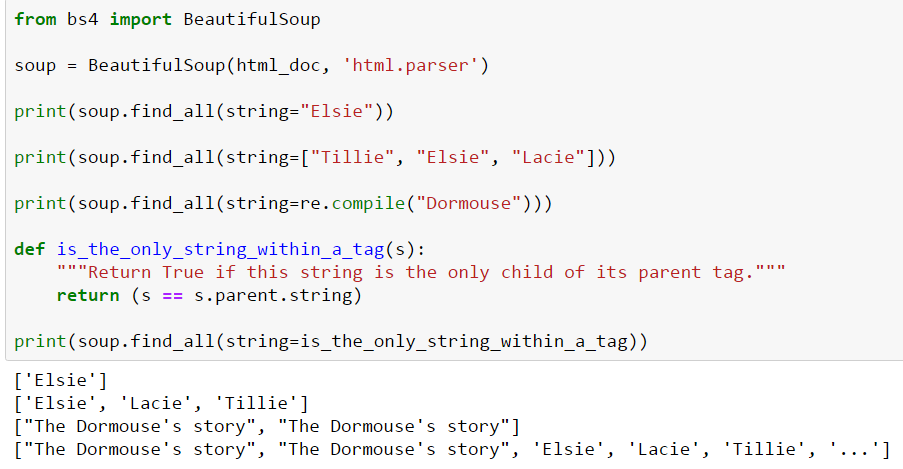 from bs4 import BeautifulSoup
soup = BeautifulSoup(html_doc, 'html.parser')
print(soup.find_all(string="Elsie"))
print(soup.find_all(string=["Tillie", "Elsie", "Lacie"]))
print(soup.find_all(string=re.compile("Dormouse")))
def is_the_only_string_within_a_tag(s):
    """Return True if this string is the only child of its parent tag."""
    return (s == s.parent.string)
print(soup.find_all(string=is_the_only_string_within_a_tag))
['Elsie']
['Elsie', 'Lacie', 'Tillie']
["The Dormouse's story", "The Dormouse's story"]
["The Dormouse's story", "The Dormouse's story", 'Elsie', 'Lacie', 'Tillie', '...']